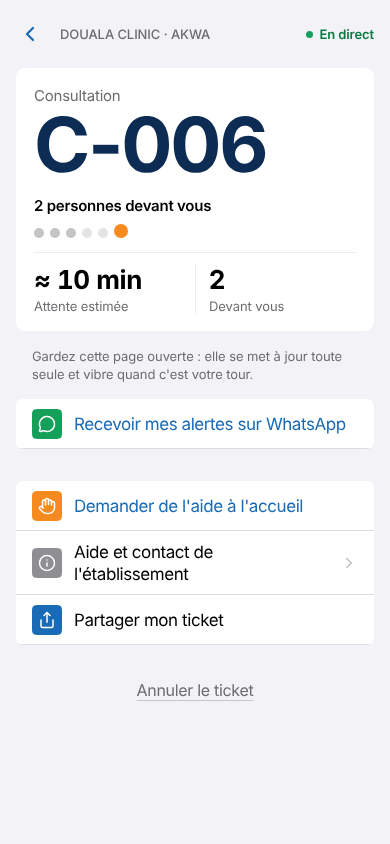 DOUALA CLINIC · AKWA
En direct
Consultation
C-006
2 personnes devant vous
≈ 10 min
Attente estimée
2
Devant vous
Gardez cette page ouverte : elle se met à jour toute
seule et vibre quand c'est votre tour.
Recevoir mes alertes sur WhatsApp
Demander de l'aide à l'accueil
Aide et contact de
l'établissement
Partager mon ticket
Annuler le ticket